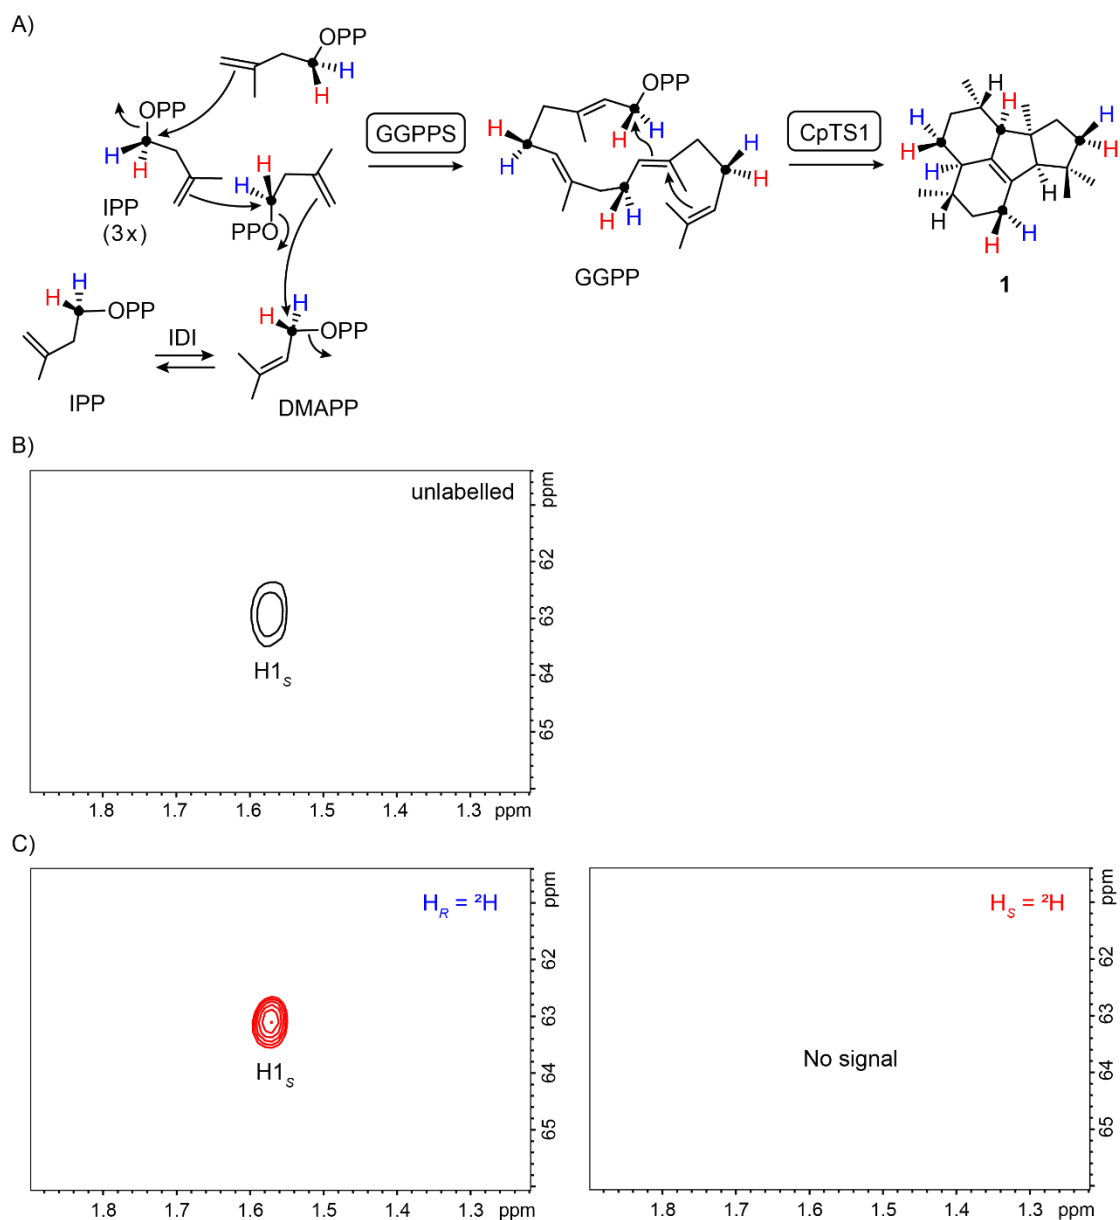 A)
OPP
H
H
OPP
H
H
IPP
(3x)
H
H
PPO
H
H
OPP
IPP
IDI
H
H
OPP
DMAPP
GGPPS
OPP
H
H
H
H
H
H
H
H
GGPP
CpTS1
H
H
H
H
H
H
H
H
H
H
H
H
1
B)
unlabelled
H1S
ppm
62
63
64
65
1.8
1.7
1.6
1.5
1.4
1.3
ppm
C)
HR = ²H
H1S
ppm
62
63
64
65
1.8
1.7
1.6
1.5
1.4
1.3
ppm
HS = ²H
No signal
ppm
62
63
64
65
1.8
1.7
1.6
1.5
1.4
1.3
ppm